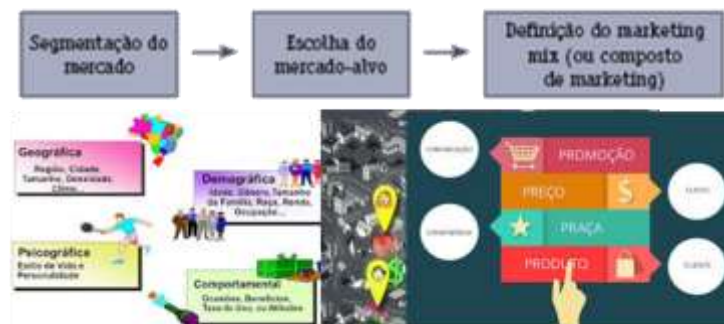 Segmentação do
mercado
Escolha do
mercado-alvo
Definição do marketing
mix (ou composto
de marketing)
Geográfica
Região, Cidade,
Tamanho, Densidade,
Clima...
Demográfica
Idade, Gênero, Tamanho
da Família, Raça, Renda,
Ocupação...
Psicográfica
Estilo de Vida e
Personalidade
Comportamental
Ocasiões, Benefícios,
Taxa de Uso, ou Atitudes
PROMOÇÃO
PREÇO
$
PRAÇA
PRODUTO